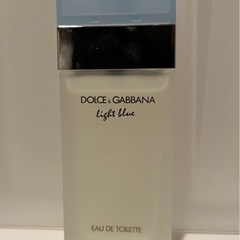 DOLCE & GABBANA
light blue
EAU DE TOILETTE